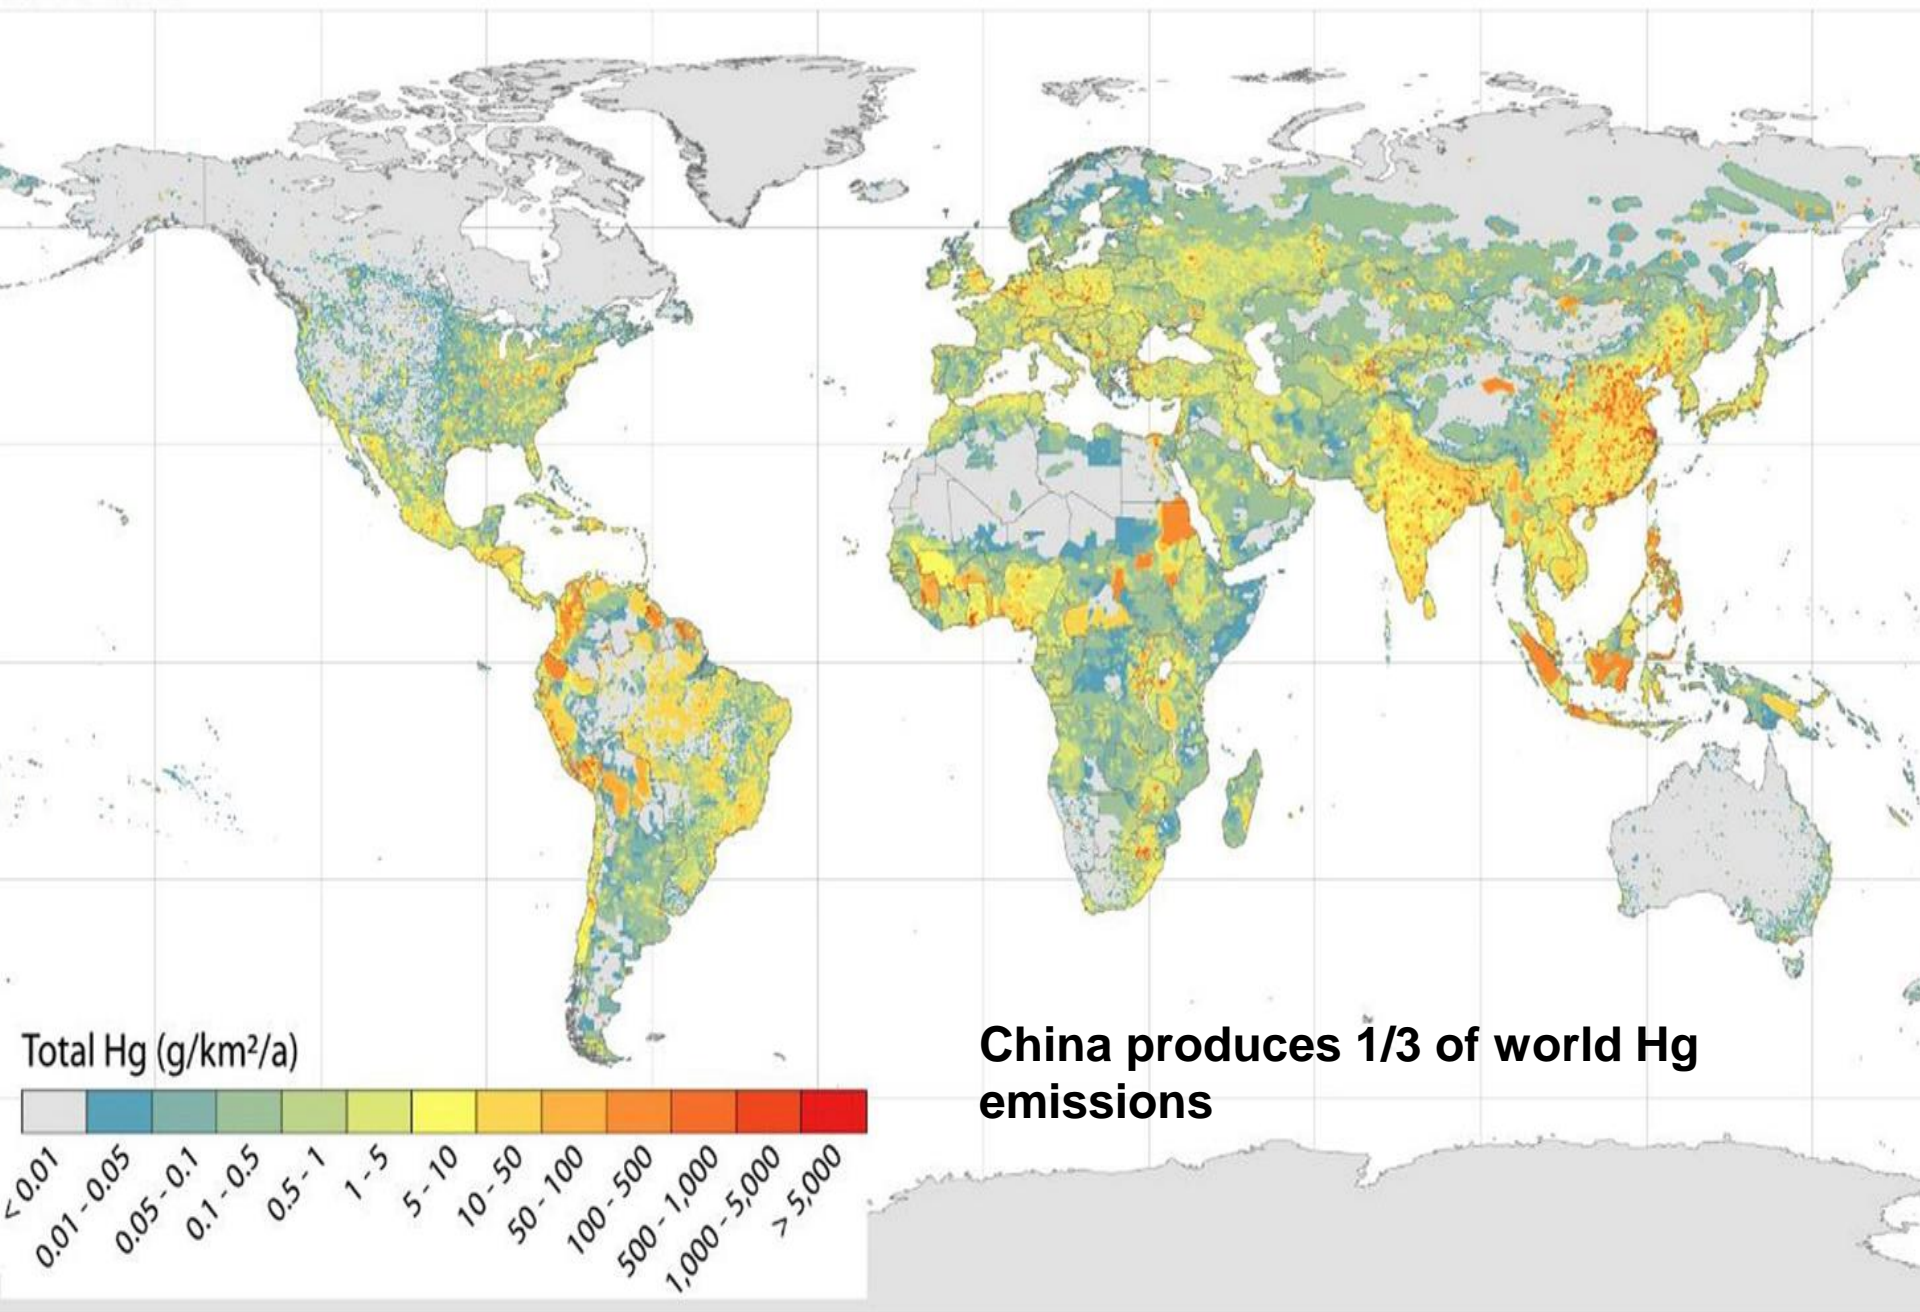 Total Hg (g/km²/a)
< 0.01
0.01 - 0.05
0.05 - 0.1
0.1 - 0.5
0.5 - 1
1 - 5
5 - 10
10 - 50
50 - 100
100 - 500
500 - 1,000
1,000 - 5,000
> 5,000
China produces 1/3 of world Hg
emissions